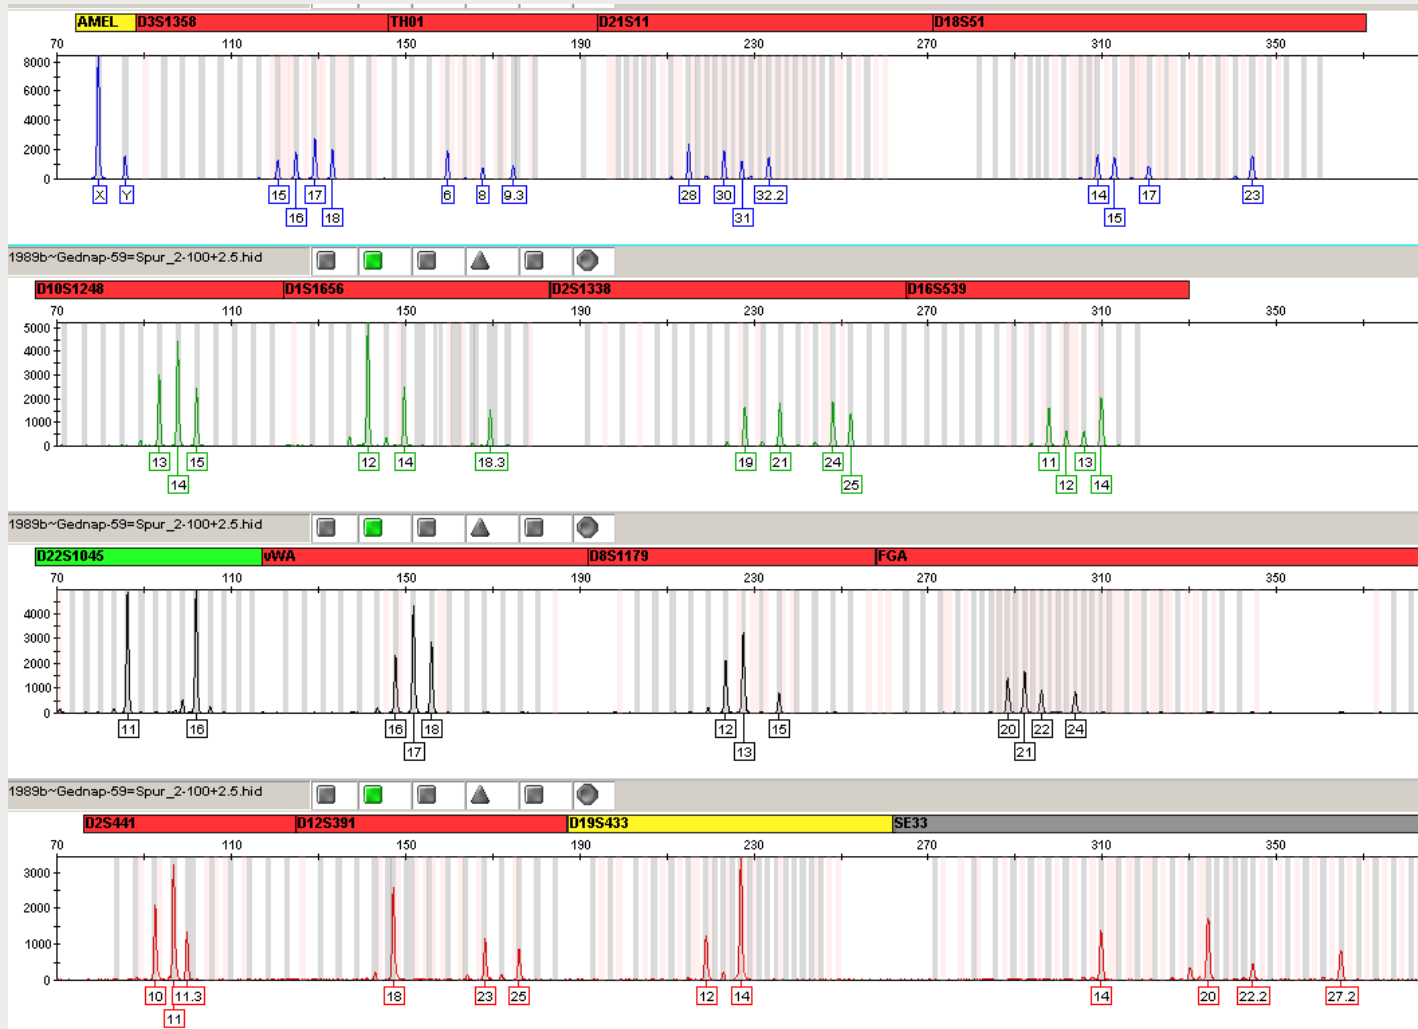 AMEL D3S1358 TH01 D21S11 D18S51
70 110 150 190 230 270 310 350
8000
6000
4000
2000
0
X Y 15 17 18 6 8 9.3 28 30 32.2 14 17 23
16 31 15
1989b~Gednap-59=Spur_2-100+2.5.hid
D10S1248 D1S1656 D2S1338 D16S539
70 110 150 190 230 270 310 350
5000
4000
3000
2000
1000
0
13 15 12 14 18.3 19 21 24 11 13 14
14 25 12
1989b~Gednap-59=Spur_2-100+2.5.hid
D22S1045 vWA D8S1179 FGA
70 110 150 190 230 270 310 350
4000
3000
2000
1000
0
11 16 16 18 12 15 20 22 24
17 13 21
1989b~Gednap-59=Spur_2-100+2.5.hid
D2S441 D12S391 D19S433 SE33
70 110 150 190 230 270 310 350
3000
2000
1000
0
10 11.3 18 23 25 12 14 14 20 22.2 27.2
11